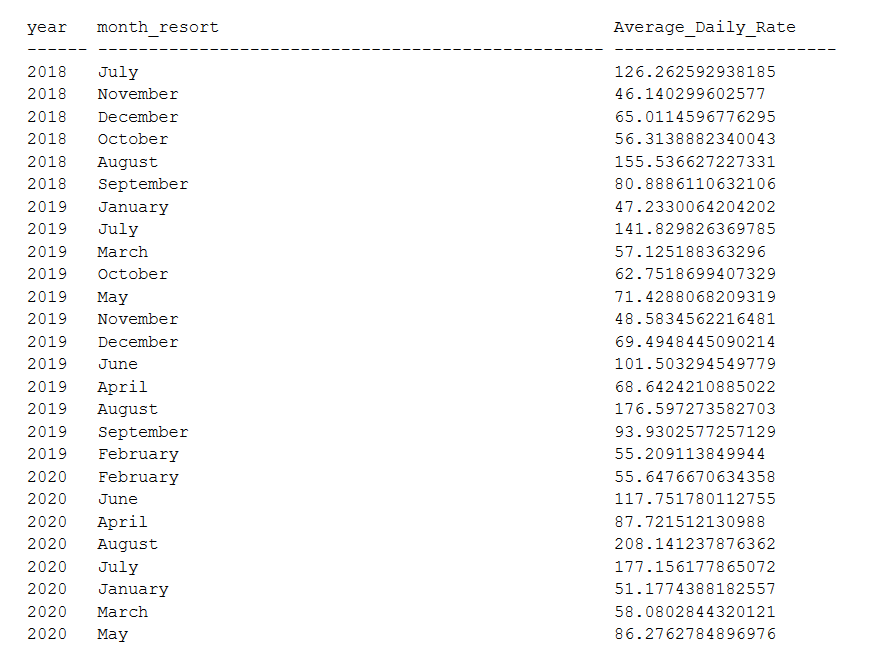 year month_resort Average_Daily_Rate
------ -------------------------------------------------- ----------------------
2018 July 126.262592938185
2018 November 46.140299602577
2018 December 65.0114596776295
2018 October 56.3138882340043
2018 August 155.536627227331
2018 September 80.8886110632106
2019 January 47.2330064204202
2019 July 141.829826369785
2019 March 57.125188363296
2019 October 62.7518699407329
2019 May 71.4288068209319
2019 November 48.5834562216481
2019 December 69.4948445090214
2019 June 101.503294549779
2019 April 68.6424210885022
2019 August 176.597273582703
2019 September 93.9302577257129
2019 February 55.209113849944
2020 February 55.6476670634358
2020 June 117.751780112755
2020 April 87.721512130988
2020 August 208.141237876362
2020 July 177.156177865072
2020 January 51.1774388182557
2020 March 58.0802844320121
2020 May 86.2762784896976